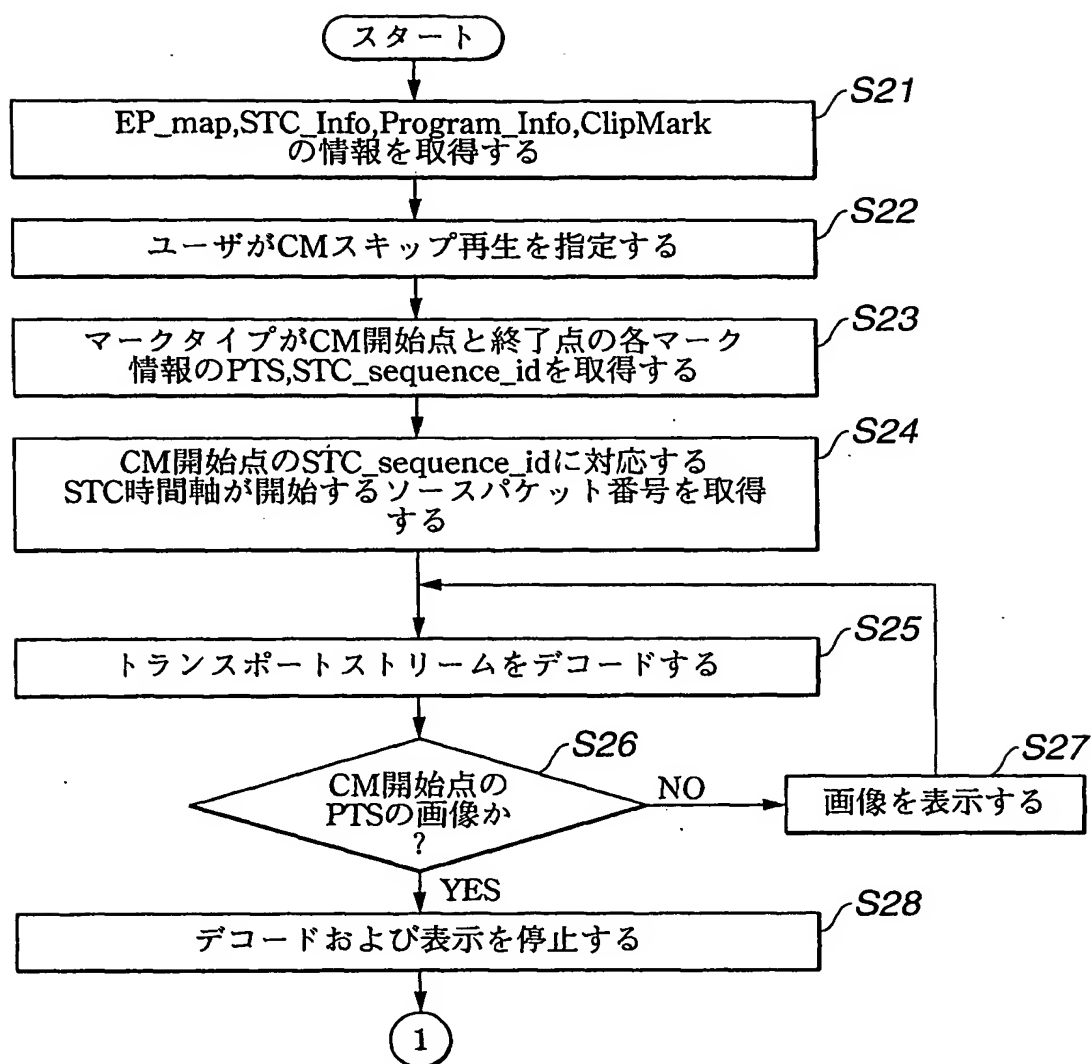 スタート
S21
EP_map,STC_Info,Program_Info,ClipMark
の情報を取得する
S22
ユーザがCMスキップ再生を指定する
S23
マークタイプがCM開始点と終了点の各マーク
情報のPTS,STC_sequence_idを取得する
S24
CM開始点のSTC_sequence_idに対応する
STC時間軸が開始するソースパケット番号を取得
する
S25
トランスポートストリームをデコードする
S26
CM開始点の
PTSの画像か
?
NO
S27
画像を表示する
YES
S28
デコードおよび表示を停止する
1